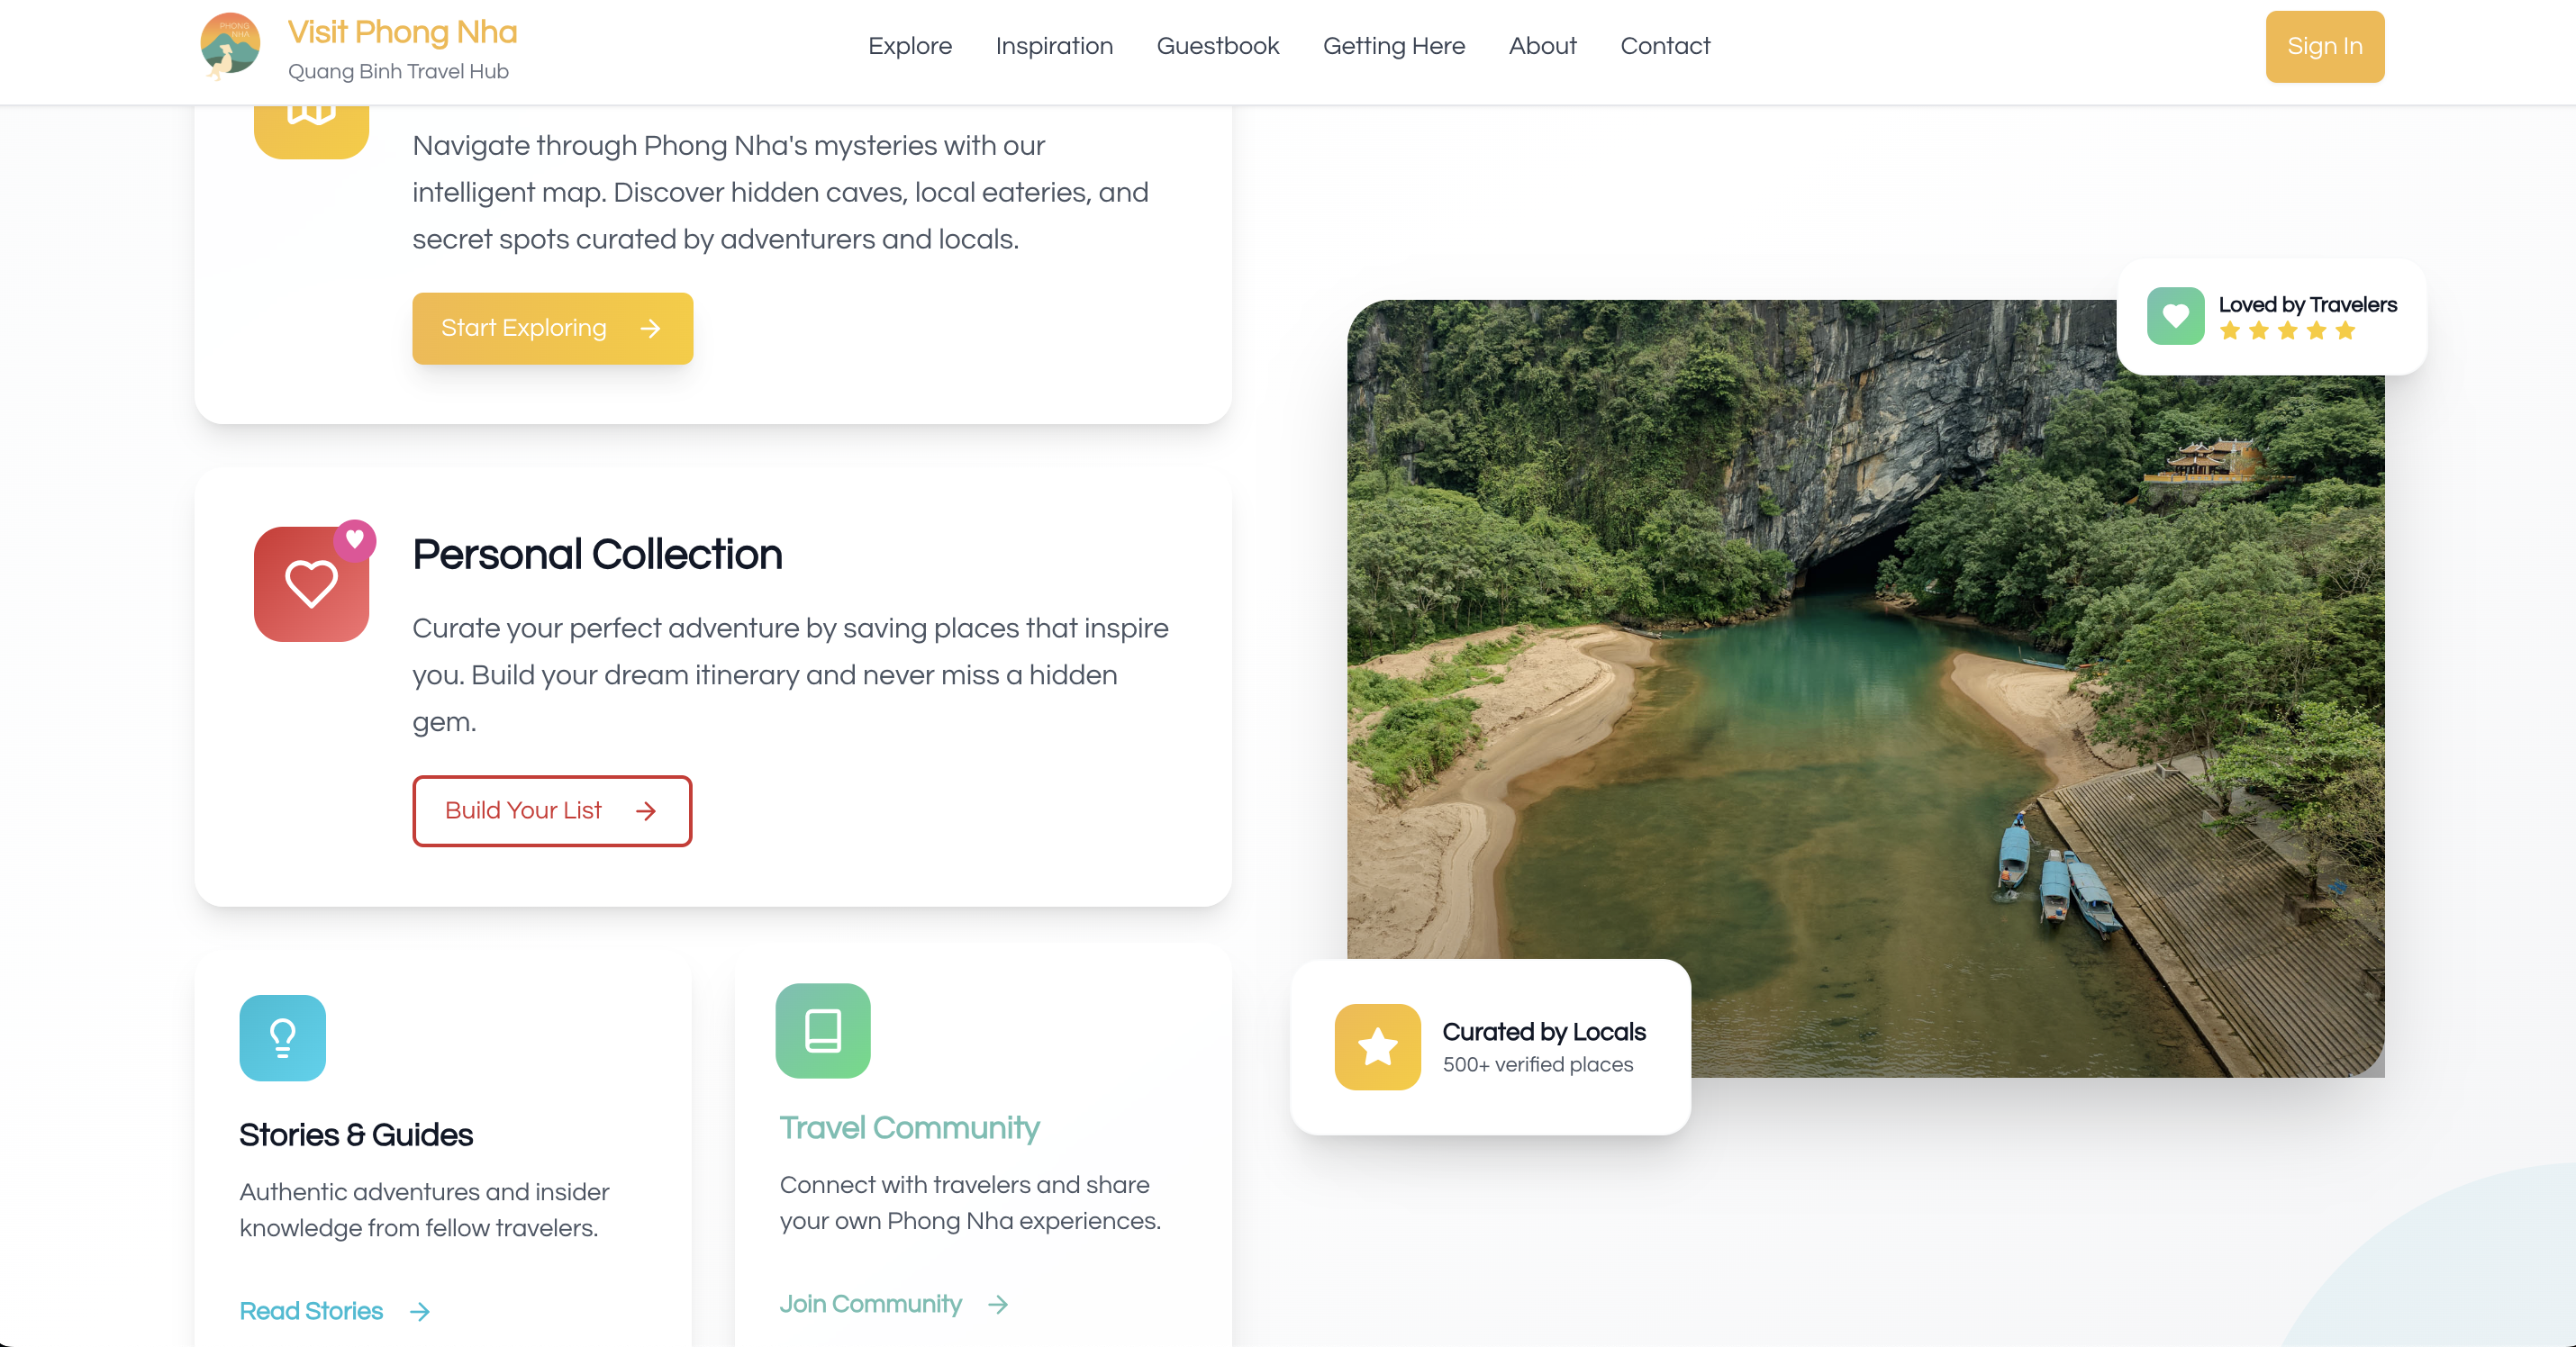 PHONG
NHA
Visit Phong Nha
Quang Binh Travel Hub
Explore
Inspiration
Guestbook
Getting Here
About
Contact
Sign In
Navigate through Phong Nha's mysteries with our
intelligent map. Discover hidden caves, local eateries, and
secret spots curated by adventurers and locals.
Start Exploring
Personal Collection
Curate your perfect adventure by saving places that inspire
you. Build your dream itinerary and never miss a hidden
gem.
Build Your List
Stories & Guides
Authentic adventures and insider
knowledge from fellow travelers.
Read Stories
Travel Community
Connect with travelers and share
your own Phong Nha experiences.
Join Community
Loved by Travelers
Curated by Locals
500+ verified places